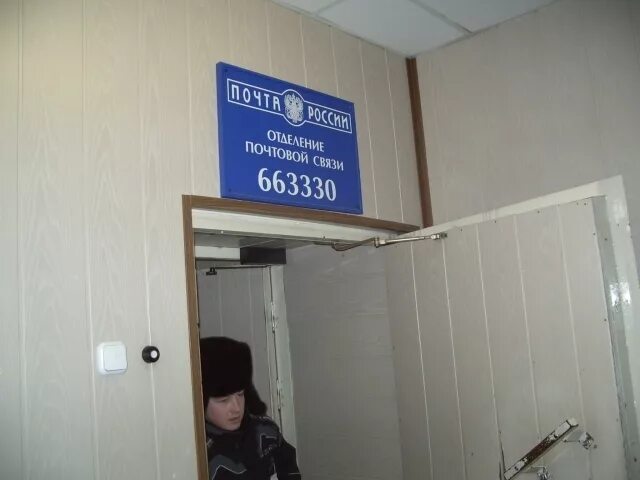 ПОЧТА РОССИИ
ОТДЕЛЕНИЕ
ПОЧТОВОЙ СВЯЗИ
663330